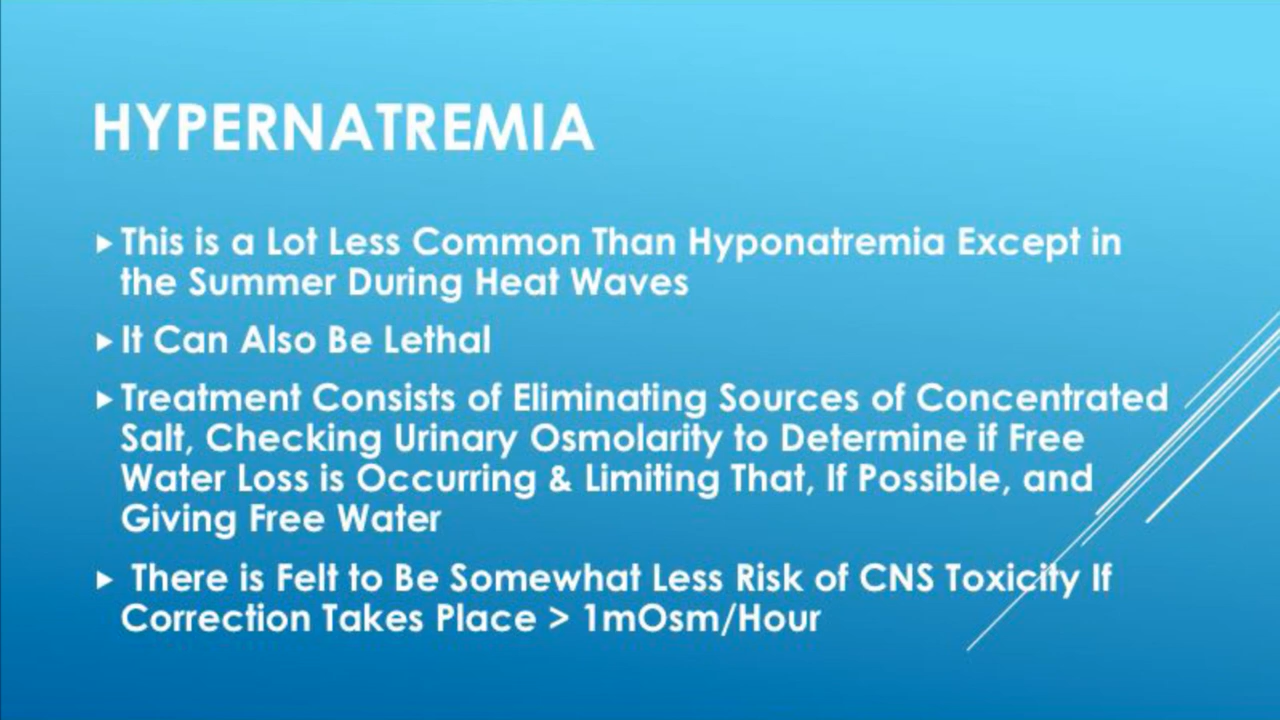 HYPERNATREMIA
This is a Lot Less Common Than Hyponatremia Except in
the Summer During Heat Waves
It Can Also Be Lethal
Treatment Consists of Eliminating Sources of Concentrated
Salt, Checking Urinary Osmolarity to Determine if Free
Water Loss is Occurring & Limiting That, If Possible, and
Giving Free Water
There is Felt to Be Somewhat Less Risk of CNS Toxicity If
Correction Takes Place > 1mOsm/Hour